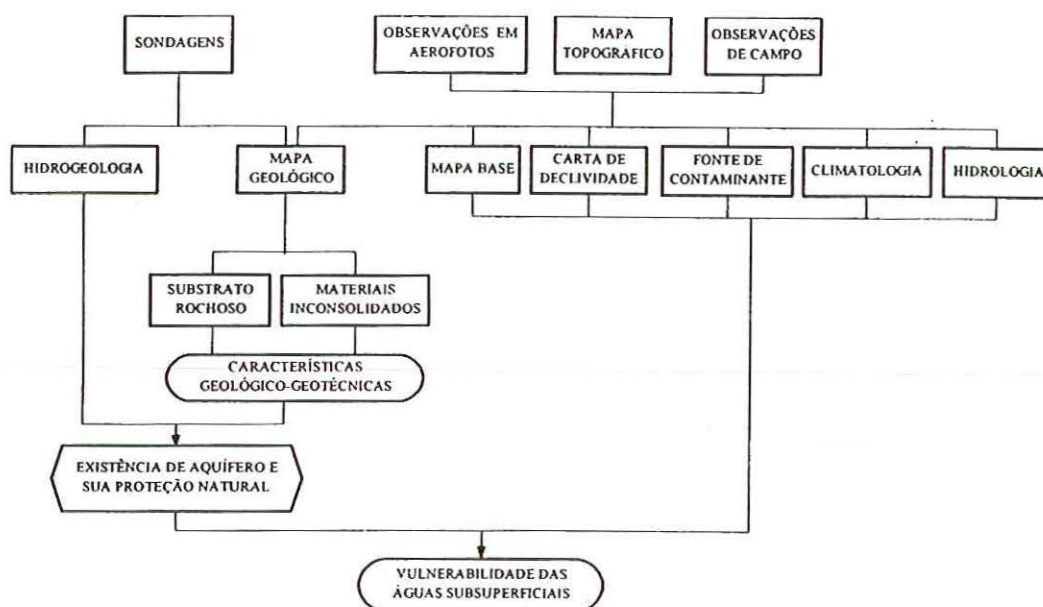 SONDAGENS
OBSERVAÇÕES EM
AEROFOTOS
MAPA
TOPOGRÁFICO
OBSERVAÇÕES
DE CAMPO
HIDROGEOLOGIA
MAPA
GEOLÓGICO
MAPA BASE
CARTA DE
DECLIVIDADE
FONTE DE
CONTAMINANTE
CLIMATOLOGIA
HIDROLOGIA
SUBSTRATO
ROCHOSO
MATERIAIS
INCONSOLIDADOS
CARACTERÍSTICAS
GEOLÓGICO-GEOTÉCNICAS
EXISTÊNCIA DE AQUÍFERO E
SUA PROTEÇÃO NATURAL
VULNERABILIDADE DAS
ÁGUAS SUBSUPERFICIAIS